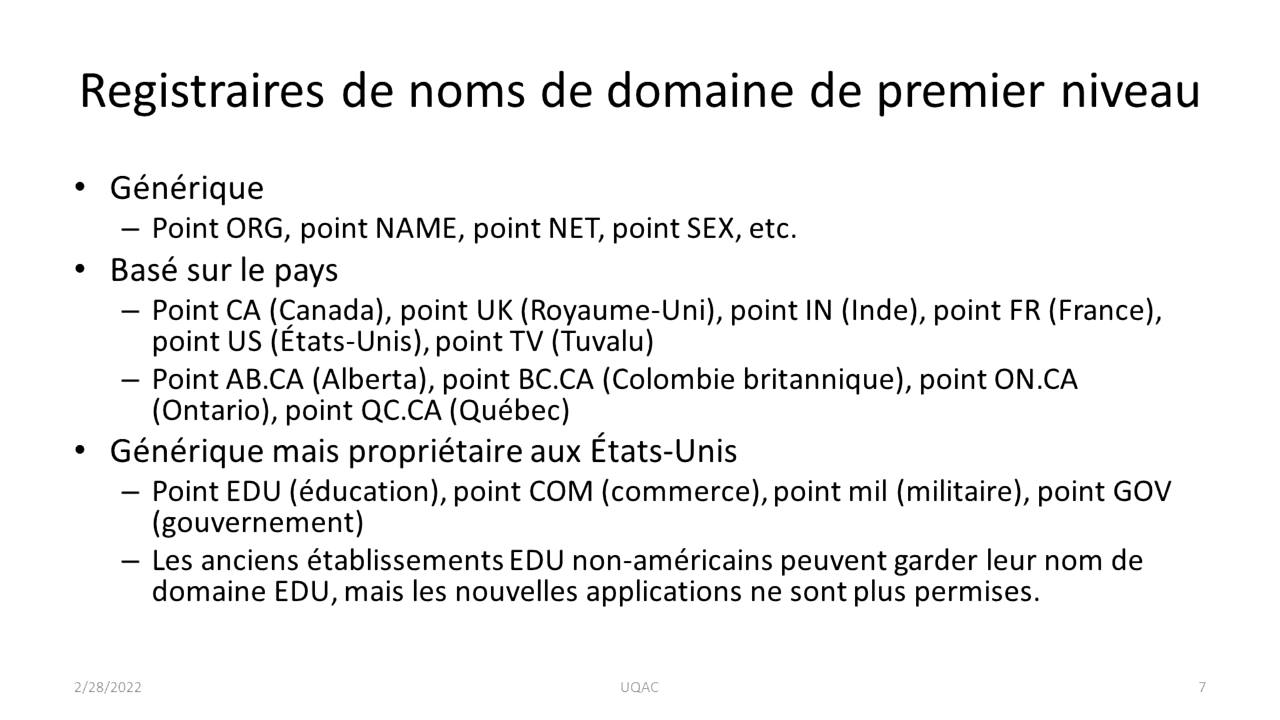 Registraires de noms de domaine de premier niveau
• Générique
– Point ORG, point NAME, point NET, point SEX, etc.
• Basé sur le pays
– Point CA (Canada), point UK (Royaume-Uni), point IN (Inde), point FR (France),
point US (États-Unis), point TV (Tuvalu)
– Point AB.CA (Alberta), point BC.CA (Colombie britannique), point ON.CA
(Ontario), point QC.CA (Québec)
• Générique mais propriétaire aux États-Unis
– Point EDU (éducation), point COM (commerce), point mil (militaire), point GOV
(gouvernement)
– Les anciens établissements EDU non-américains peuvent garder leur nom de
domaine EDU, mais les nouvelles applications ne sont plus permises.
2/28/2022 UQAC 7